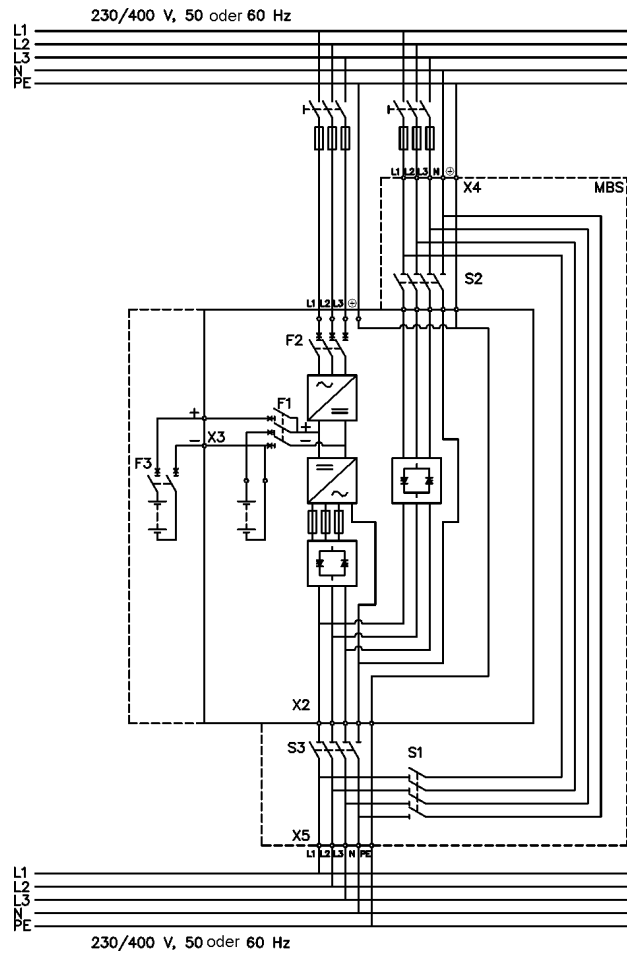 230/400 V, 50 oder 60 Hz
L1
L2
L3
N
PE
L1 L2 L3 N ⏚
X4 MBS
S2
L1 L2 L3 ⏚
F2
F1
+ +
− X3 −
F3
X2
S3 S1
X5
L1 L2 L3 N PE
L1
L2
L3
N
PE
230/400 V, 50 oder 60 Hz